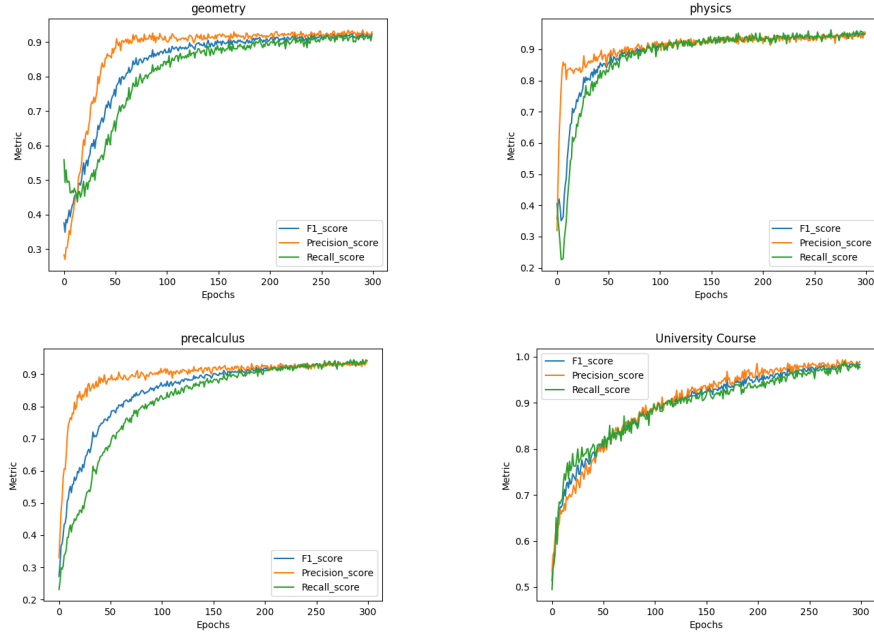 geometry
0.9
0.8
0.7
0.6
0.5
0.4
0.3
Metric
F1_score
Precision_score
Recall_score
0 50 100 150 200 250 300
Epochs
physics
0.9
0.8
0.7
0.6
0.5
0.4
0.3
0.2
Metric
F1_score
Precision_score
Recall_score
0 50 100 150 200 250 300
Epochs
precalculus
0.9
0.8
0.7
0.6
0.5
0.4
0.3
0.2
Metric
F1_score
Precision_score
Recall_score
0 50 100 150 200 250 300
Epochs
University Course
1.0
0.9
0.8
0.7
0.6
0.5
Metric
F1_score
Precision_score
Recall_score
0 50 100 150 200 250 300
Epochs